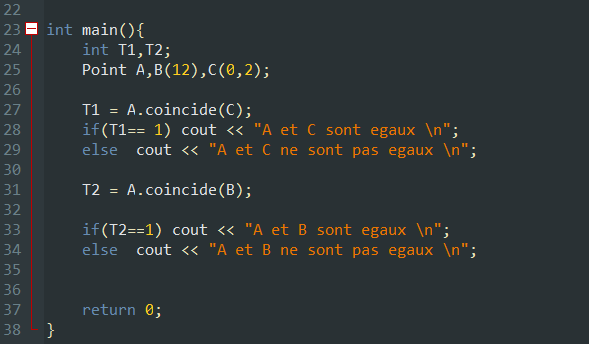 22
23 int main(){
24     int T1,T2;
25     Point A,B(12),C(0,2);
26
27     T1 = A.coincide(C);
28     if(T1== 1) cout << "A et C sont egaux \n";
29     else  cout << "A et C ne sont pas egaux \n";
30
31     T2 = A.coincide(B);
32
33     if(T2==1) cout << "A et B sont egaux \n";
34     else  cout << "A et B ne sont pas egaux \n";
35
36
37     return 0;
38 }